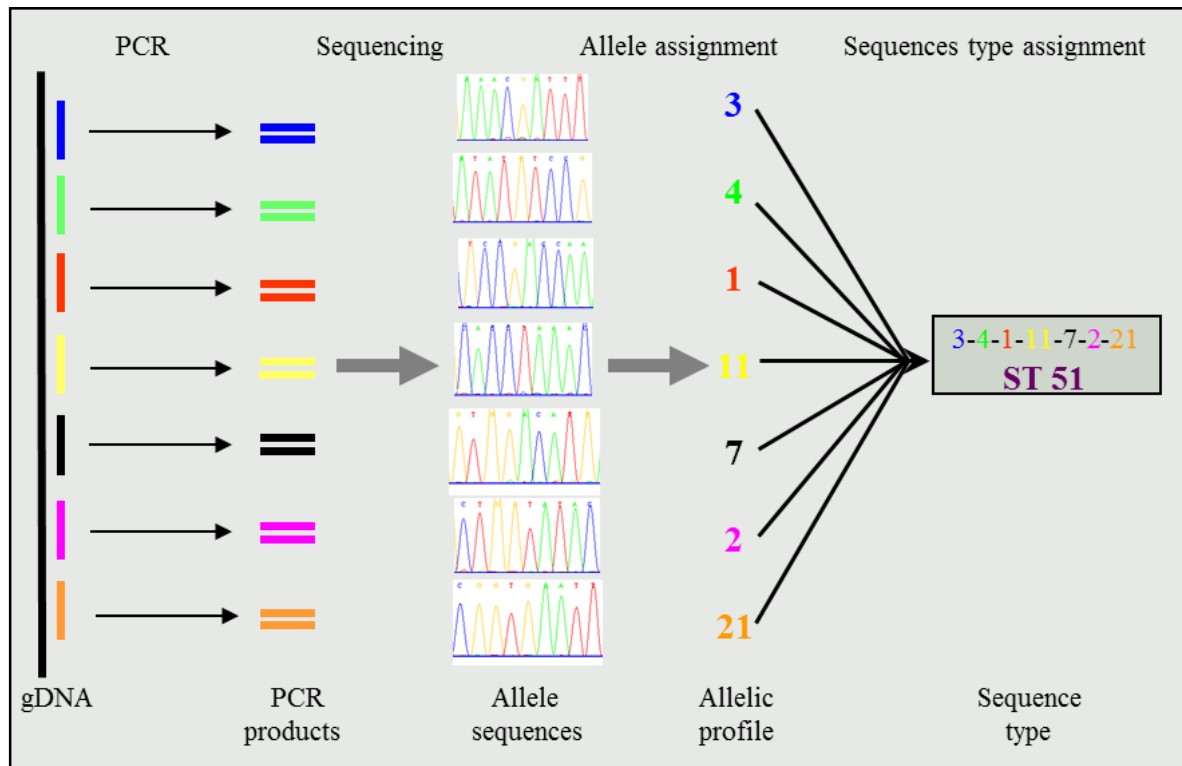 PCR
Sequencing
Allele assignment
Sequences type assignment
A A A C G A T T T
A T A T G T C C G
T C A G A C C A A
3
4
1
11
7
2
21
3-4-1-11-7-2-21
ST 51
C G G T G A A T T
gDNA
PCR
products
Allele
sequences
Allelic
profile
Sequence
type